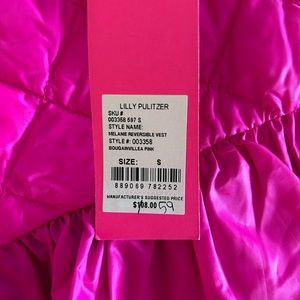 LILLY PULITZER
SKU #
003358 597 S
STYLE NAME:
MELANIE REVERSIBLE VEST
STYLE #: 003358
BOUGAINVILLEA PINK
SIZE: S
889069 782252
MANUFACTURER'S SUGGESTED PRICE
$168.00 59